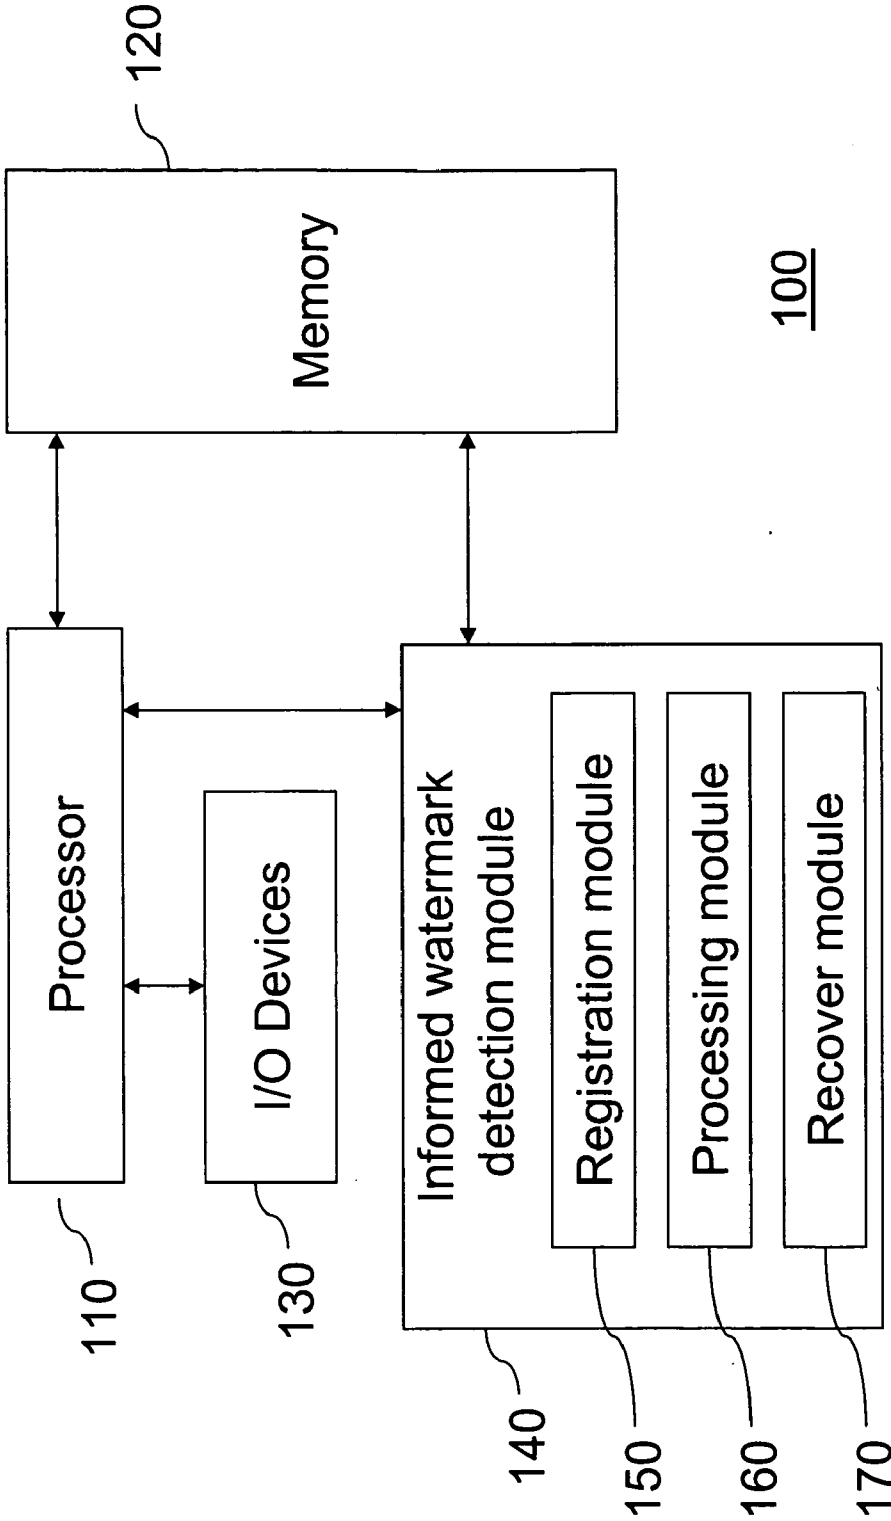 110
Processor
120
Memory
130
I/O Devices
140
Informed watermark
detection module
150
Registration module
160
Processing module
170
Recover module
100